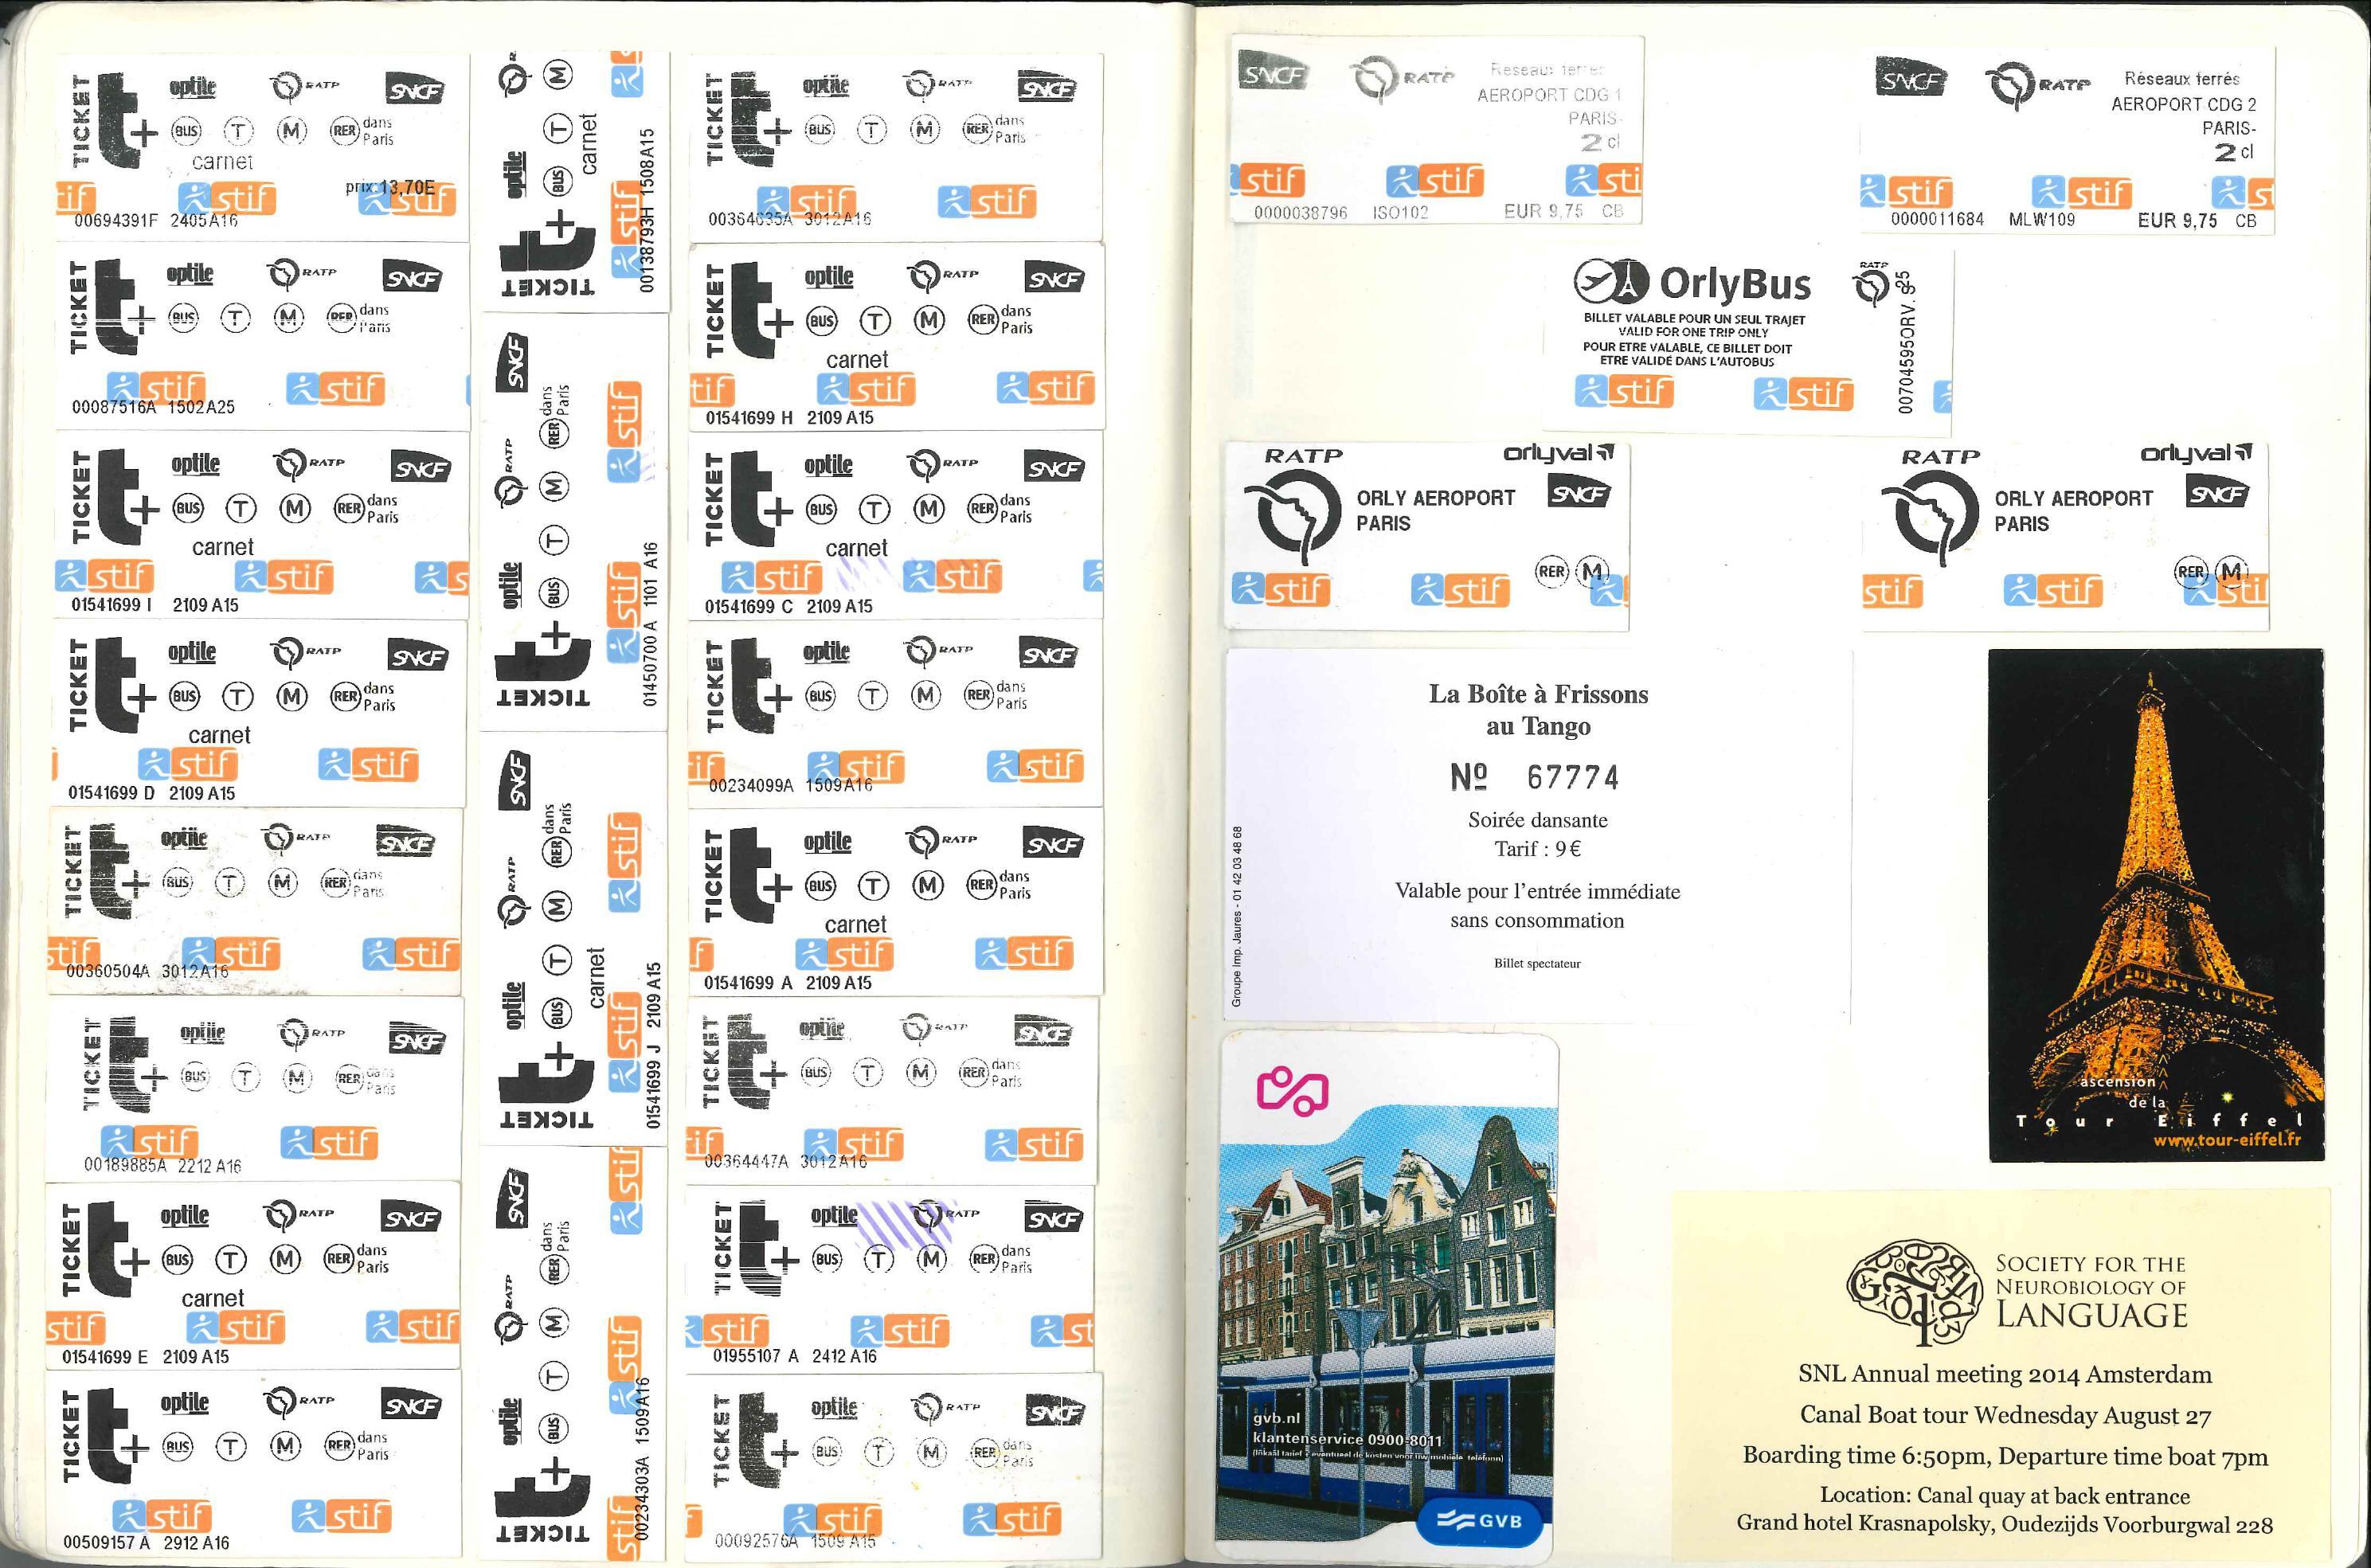 TICKET t+
optile RATP SNCF
BUS T M RER dans Paris
carnet
prix:13,70E
stif stif stif
00694391F 2405A16
TICKET t+
optile RATP SNCF
BUS T M RER dans Paris
stif stif
00087516A 1502A25
TICKET t+
optile RATP SNCF
BUS T M RER dans Paris
carnet
stif stif
01541699 I 2109 A15
TICKET t+
optile RATP SNCF
BUS T M RER dans Paris
carnet
stif stif
01541699 D 2109 A15
TICKET t+
optile RATP SNCF
BUS T M RER dans Paris
stif stif stif
00360504A 3012A16
TICKET t+
optile RATP SNCF
BUS T M RER dans Paris
stif stif
00189885A 2212A16
TICKET t+
optile RATP SNCF
BUS T M RER dans Paris
carnet
stif stif stif
01541699 E 2109 A15
TICKET t+
optile RATP SNCF
BUS T M RER dans Paris
stif stif
00509157 A 2912 A16
TICKET t+
optile
BUS T M
carnet
stif
00138793H 1508A15
TICKET t+
optile RATP SNCF
BUS T M RER dans Paris
stif stif
01450700 A 1101 A16
TICKET t+
optile RATP SNCF
BUS T M RER dans Paris
carnet
stif stif
01541699 J 2109 A15
TICKET t+
optile RATP SNCF
BUS T M RER dans Paris
stif stif stif
00234303A 1509A16
TICKET t+
optile RATP SNCF
BUS T M RER dans Paris
stif stif
3012A16
TICKET t+
optile RATP SNCF
BUS T M RER dans Paris
carnet
stif stif stif
01541699 H 2109 A15
TICKET t+
optile RATP SNCF
BUS T M RER dans Paris
carnet
stif stif
01541699 C 2109 A15
TICKET t+
optile RATP SNCF
BUS T M RER dans Paris
stif stif
00234099A 1509A16
TICKET t+
optile RATP SNCF
BUS T M RER dans Paris
carnet
stif stif
01541699 A 2109 A15
TICKET t+
optile RATP SNCF
BUS T M RER dans Paris
stif stif
00364447A 3012A16
TICKET t+
optile RATP SNCF
BUS T M RER dans Paris
stif stif
01955107 A 2412 A16
TICKET t+
optile RATP SNCF
BUS T M RER dans Paris
stif stif
00092576A 1509 A15
SNCF RATP
AEROPORT CDG 1
PARIS-
2 cl
stif stif sti
0000038796 ISO102 EUR 9,75 CB
SNCF RATP Réseaux ferrés
AEROPORT CDG 2
PARIS-
2 cl
stif stif st
0000011684 MLW109 EUR 9,75 CB
OrlyBus
RATP
BILLET VALABLE POUR UN SEUL TRAJET
VALID FOR ONE TRIP ONLY
POUR ETRE VALABLE, CE BILLET DOIT
ETRE VALIDÉ DANS L'AUTOBUS
stif stif
00704595ORV.
RATP orlyval
ORLY AEROPORT SNCF
PARIS
RER M
stif stif
RATP orlyval
ORLY AEROPORT SNCF
PARIS
RER M
stif stif stif
La Boîte à Frissons
au Tango
Nº 67774
Soirée dansante
Tarif : 9 €
Valable pour l'entrée immédiate
sans consommation
Billet spectateur
Groupe Imp. Jaures - 01 42 03 48 68
ascension
de la
Tour Eiffel
www.tour-eiffel.fr
gvb.nl
klantenservice 0900-8011
(lokaal tarief + eventueel de kosten voor uw mobiele telefoon)
GVB
SOCIETY FOR THE
NEUROBIOLOGY OF
LANGUAGE
SNL Annual meeting 2014 Amsterdam
Canal Boat tour Wednesday August 27
Boarding time 6:50pm, Departure time boat 7pm
Location: Canal quay at back entrance
Grand hotel Krasnapolsky, Oudezijds Voorburgwal 228